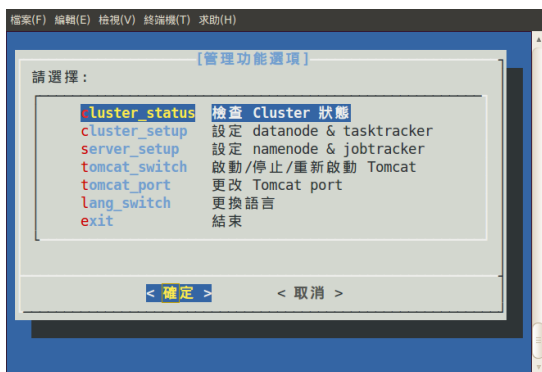 檔案(F) 編輯(E) 檢視(V) 終端機(T) 求助(H)
[管理功能選項]
請選擇:
cluster_status 檢查 Cluster 狀態
cluster_setup 設定 datanode & tasktracker
server_setup 設定 namenode & jobtracker
tomcat_switch 啟動/停止/重新啟動 Tomcat
tomcat_port 更改 Tomcat port
lang_switch 更換語言
exit 結束
< 確定 > < 取消 >